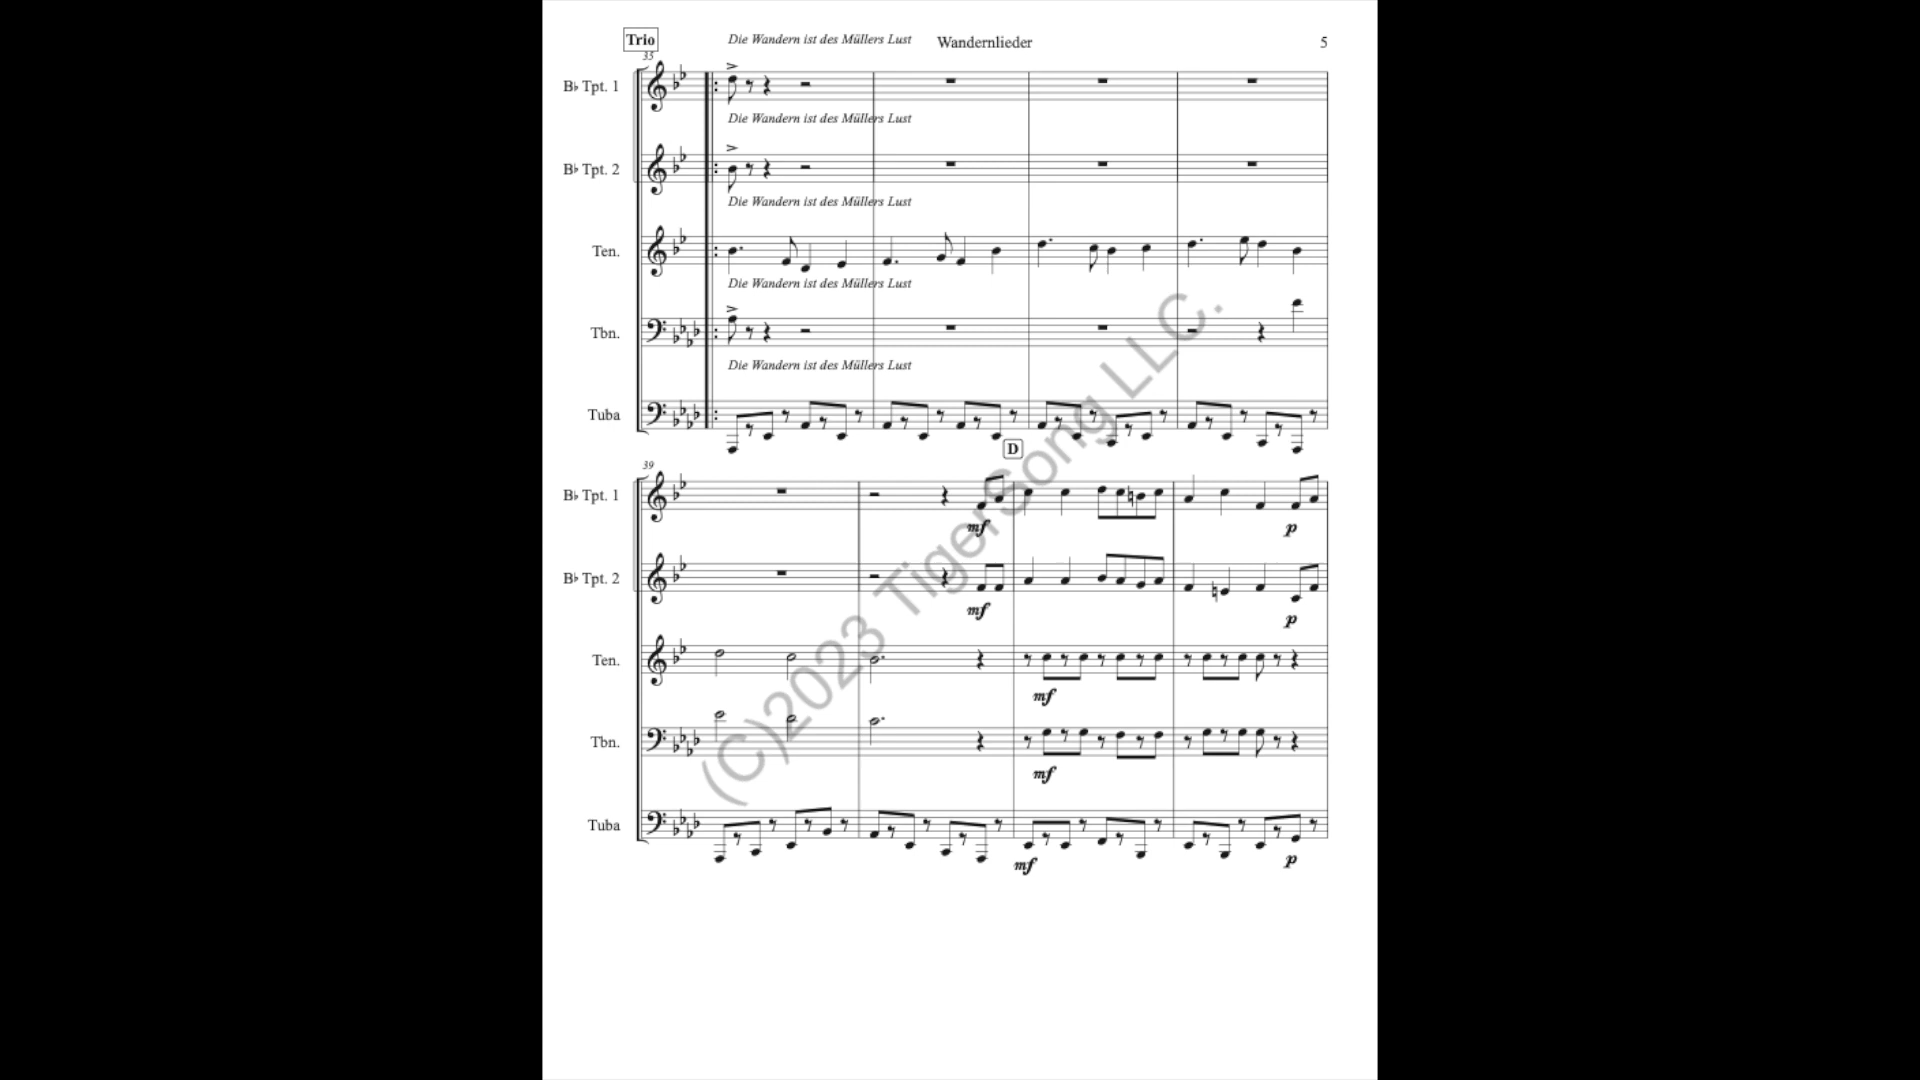 Trio
Die Wandern ist des Müllers Lust
Wandernlieder
5
35
B♭ Tpt. 1
Die Wandern ist des Müllers Lust
B♭ Tpt. 2
Die Wandern ist des Müllers Lust
Ten.
Die Wandern ist des Müllers Lust
Tbn.
Die Wandern ist des Müllers Lust
Tuba
D
39
B♭ Tpt. 1
mf p
B♭ Tpt. 2
mf p
Ten.
mf
Tbn.
mf
Tuba
mf p
(C)2023 TigerSong LLC.